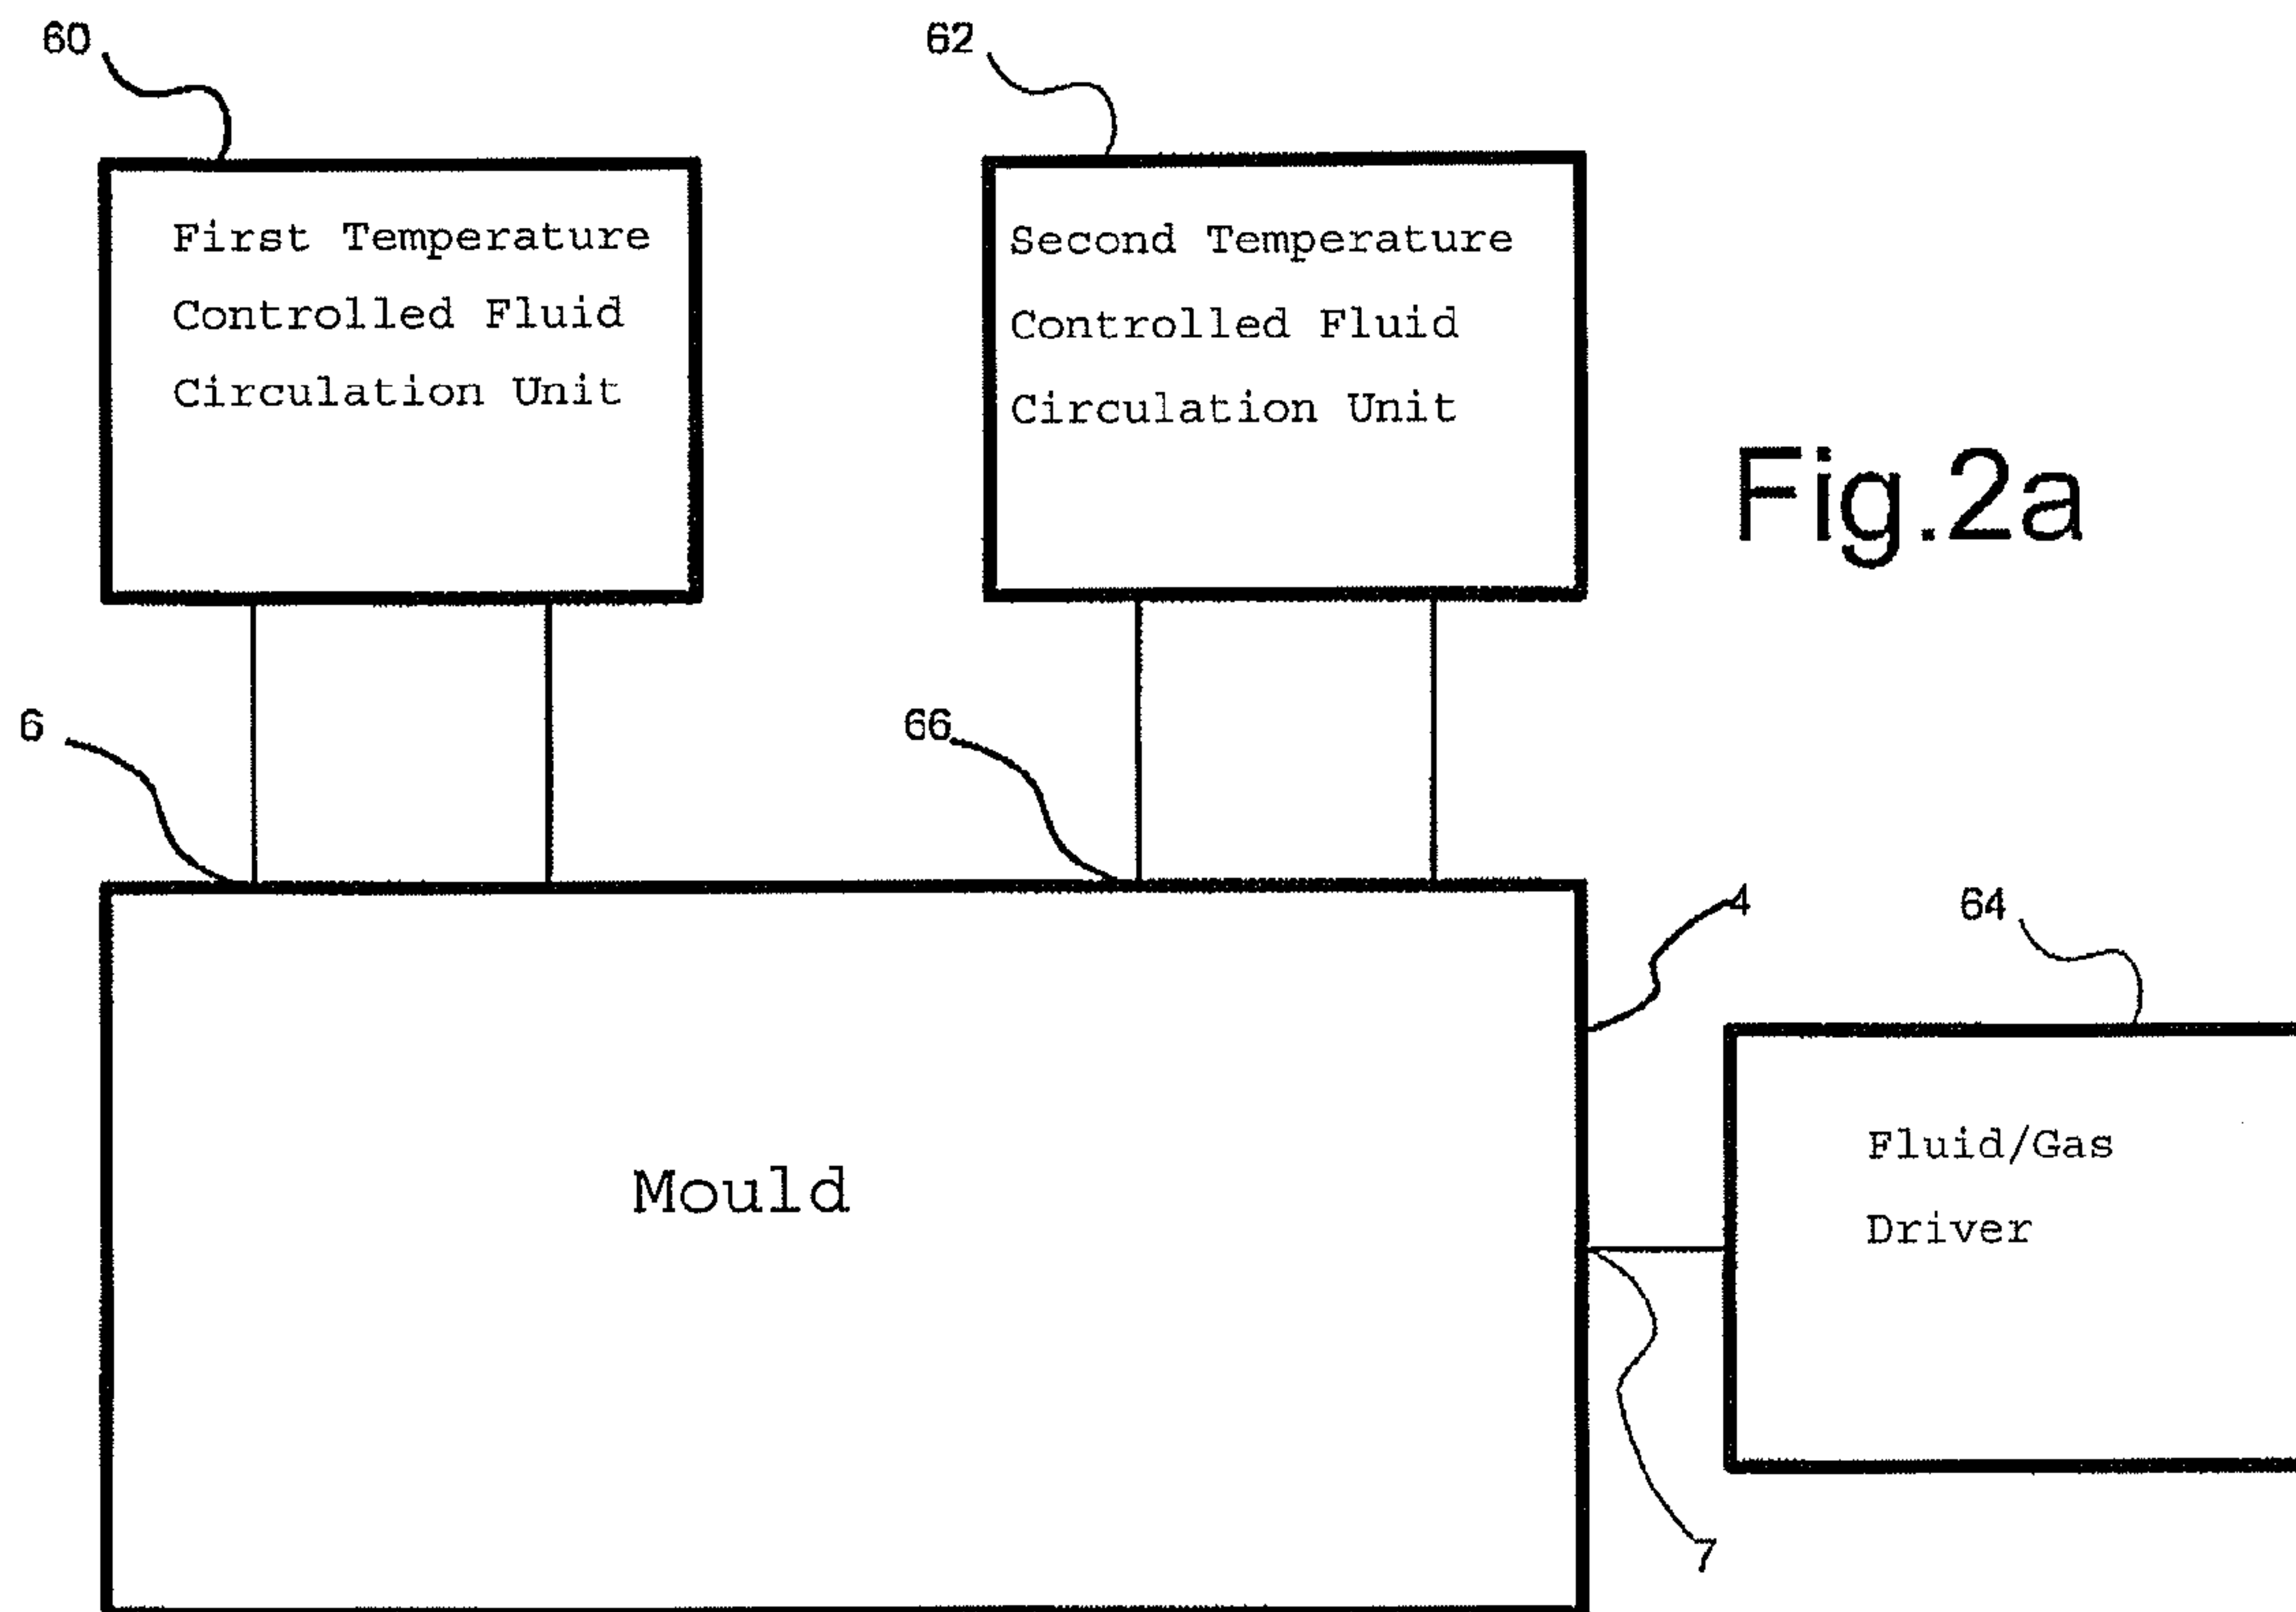 60
62
First Temperature
Controlled Fluid
Circulation Unit
Second Temperature
Controlled Fluid
Circulation Unit
Fig.2a
6
66
4
64
Mould
Fluid/Gas
Driver
7